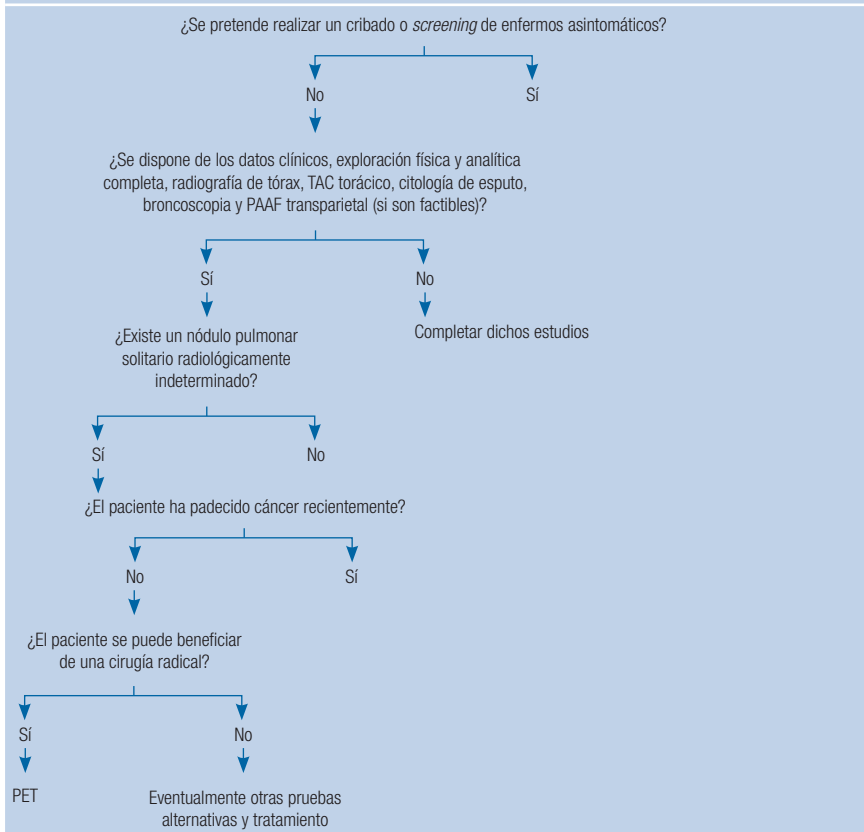 ¿Se pretende realizar un cribado o screening de enfermos asintomáticos?
No
Sí
¿Se dispone de los datos clínicos, exploración física y analítica
completa, radiografía de tórax, TAC torácico, citología de esputo,
broncoscopia y PAAF transparietal (si son factibles)?
Sí
No
¿Existe un nódulo pulmonar
solitario radiológicamente
indeterminado?
Completar dichos estudios
Sí
No
¿El paciente ha padecido cáncer recientemente?
No
Sí
¿El paciente se puede beneficiar
de una cirugía radical?
Sí
No
PET
Eventualmente otras pruebas
alternativas y tratamiento